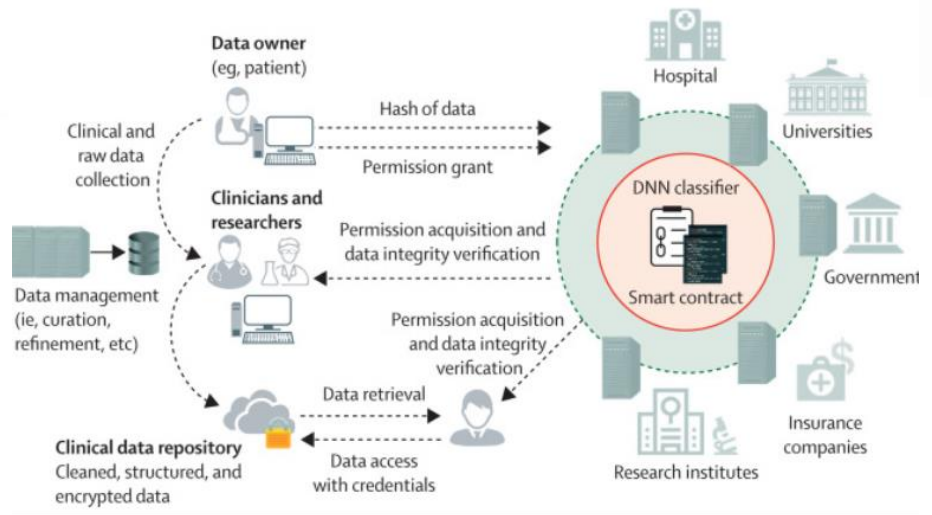 Data owner
(eg, patient)
Hospital
Universities
Hash of data
Permission grant
Clinical and
raw data
collection
Clinicians and
researchers
Permission acquisition and
data integrity verification
DNN classifier
Smart contract
Government
Data management
(ie, curation,
refinement, etc)
Permission acquisition
and data integrity
verification
Data retrieval
Data access
with credentials
Clinical data repository
Cleaned, structured, and
encrypted data
Insurance
companies
Research institutes